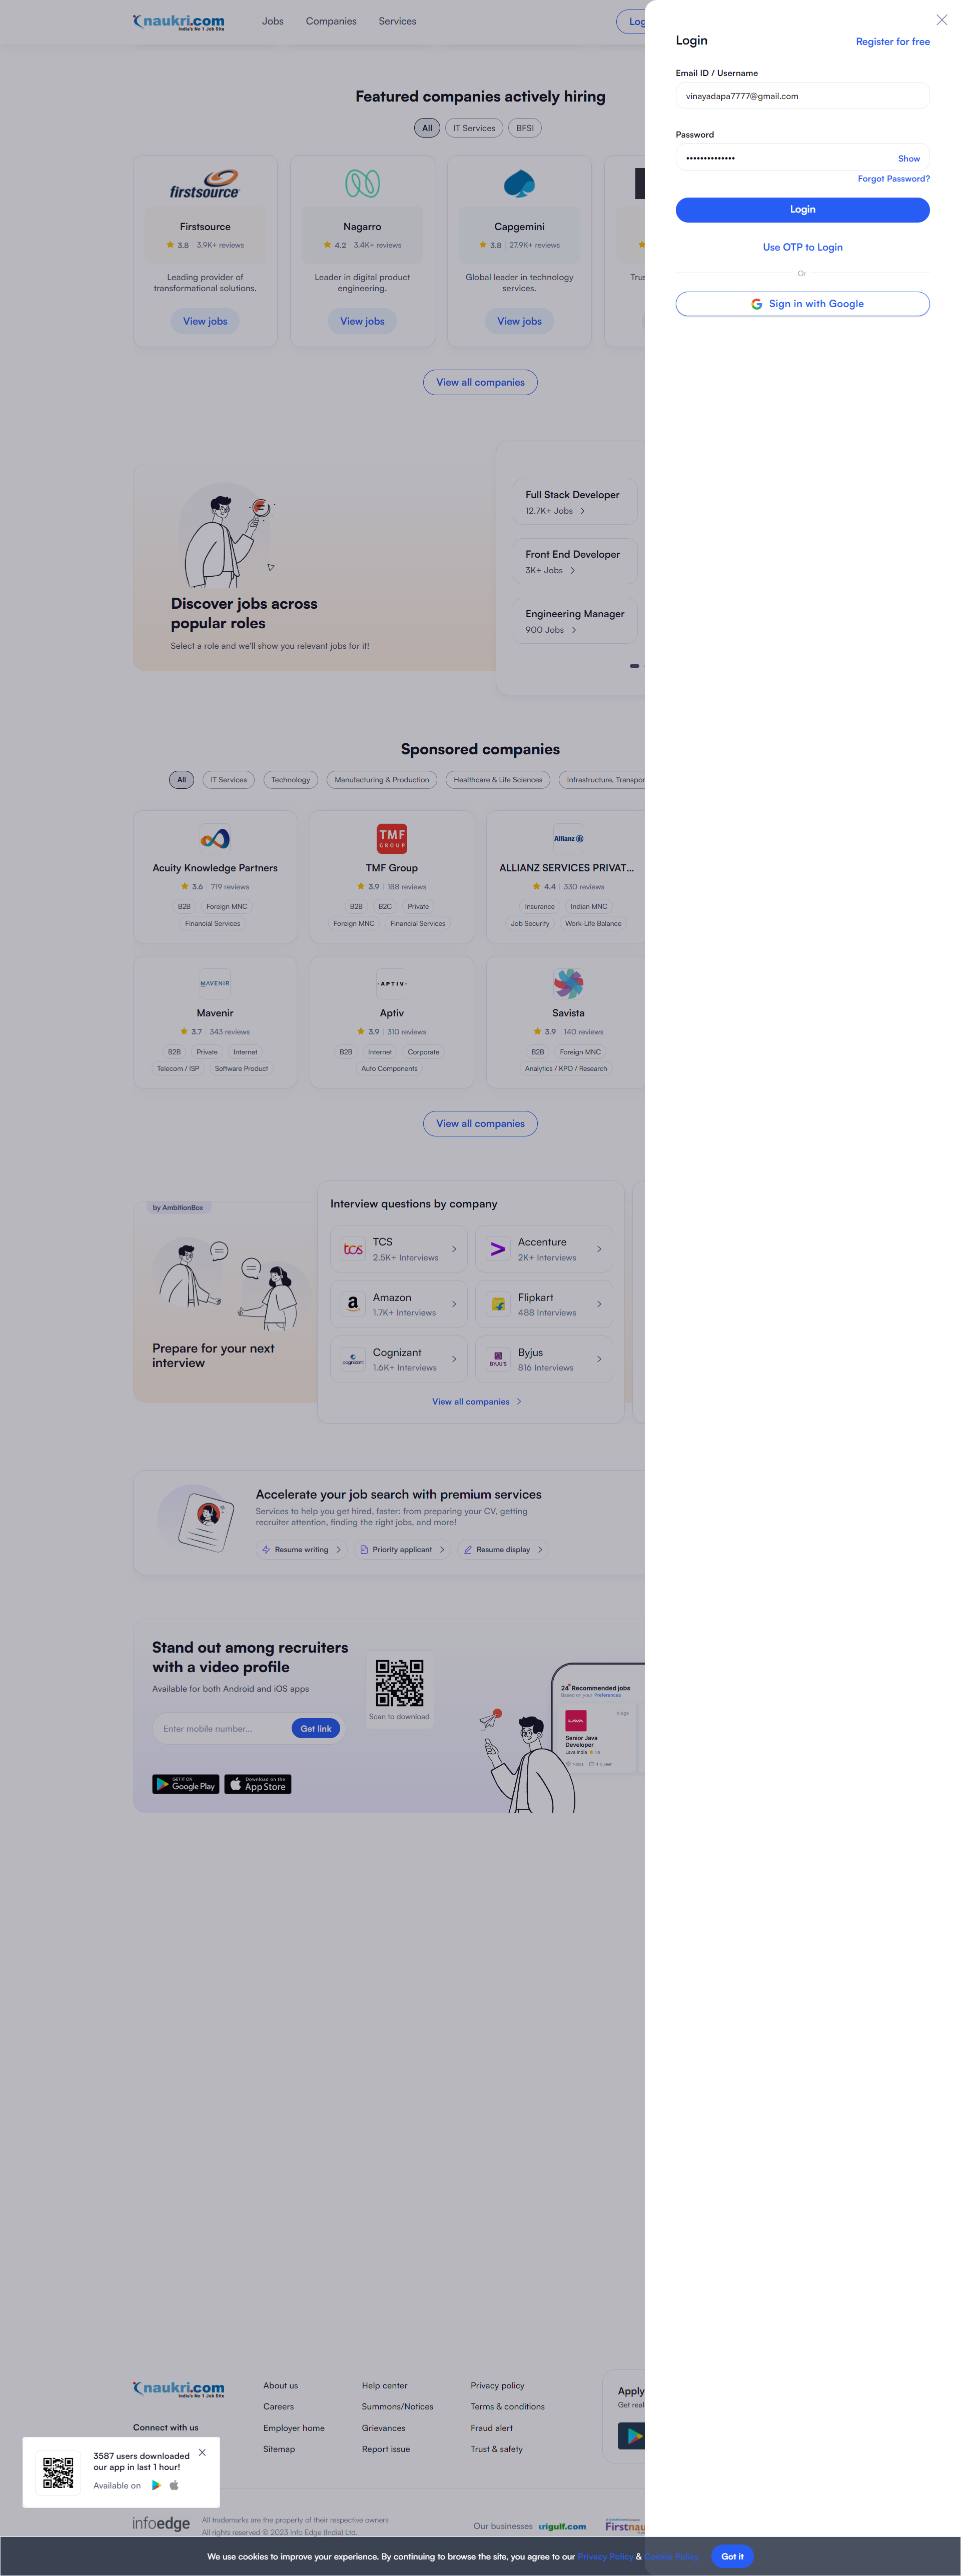 naukri.com
India's No 1 Job Site
Jobs
Companies
Services
Log
Featured companies actively hiring
All
IT Services
BFSI
firstsource
Firstsource
3.8 3.9K+ reviews
Leading provider of
transformational solutions.
View jobs
Nagarro
4.2 3.4K+ reviews
Leader in digital product
engineering.
View jobs
Capgemini
3.8 27.9K+ reviews
Global leader in technology
services.
View jobs
Trus
View all companies
Discover jobs across
popular roles
Select a role and we'll show you relevant jobs for it!
Full Stack Developer
12.7K+ Jobs
Front End Developer
3K+ Jobs
Engineering Manager
900 Jobs
Sponsored companies
All
IT Services
Technology
Manufacturing & Production
Healthcare & Life Sciences
Infrastructure, Transpor
Acuity Knowledge Partners
3.6 719 reviews
B2B Foreign MNC
Financial Services
TMF
GROUP
TMF Group
3.9 188 reviews
B2B B2C Private
Foreign MNC Financial Services
Allianz
ALLIANZ SERVICES PRIVAT...
4.4 330 reviews
Insurance Indian MNC
Job Security Work-Life Balance
MAVENIR
Mavenir
3.7 343 reviews
B2B Private Internet
Telecom / ISP Software Product
APTIV
Aptiv
3.9 310 reviews
B2B Internet Corporate
Auto Components
Savista
3.9 140 reviews
B2B Foreign MNC
Analytics / KPO / Research
View all companies
by AmbitionBox
Prepare for your next
interview
Interview questions by company
tcs
TCS
2.5K+ Interviews
Accenture
2K+ Interviews
a
Amazon
1.7K+ Interviews
Flipkart
488 Interviews
cognizant
Cognizant
1.6K+ Interviews
BYJU'S
Byjus
816 Interviews
View all companies
Accelerate your job search with premium services
Services to help you get hired, faster: from preparing your CV, getting
recruiter attention, finding the right jobs, and more!
Resume writing
Priority applicant
Resume display
Stand out among recruiters
with a video profile
Available for both Android and iOS apps
Enter mobile number...
Get link
Scan to download
GET IT ON
Google Play
Download on the
App Store
24 Recommended jobs
Based on your Preferences
LAVA
1d ago
Senior Java
Developer
Lava India
Login
Register for free
Email ID / Username
vinayadapa7777@gmail.com
Password
••••••••••••••
Show
Forgot Password?
Login
Use OTP to Login
Or
Sign in with Google
naukri.com
India's No 1 Job Site
Connect with us
About us
Careers
Employer home
Sitemap
Help center
Summons/Notices
Grievances
Report issue
Privacy policy
Terms & conditions
Fraud alert
Trust & safety
Apply
Get real
3587 users downloaded
our app in last 1 hour!
Available on
infoedge
All trademarks are the property of their respective owners
All rights reserved © 2023 Info Edge (India) Ltd.
Our businesses
Firstnau
We use cookies to improve your experience. By continuing to browse the site, you agree to our Privacy Policy & Cookie Policy.
Got it